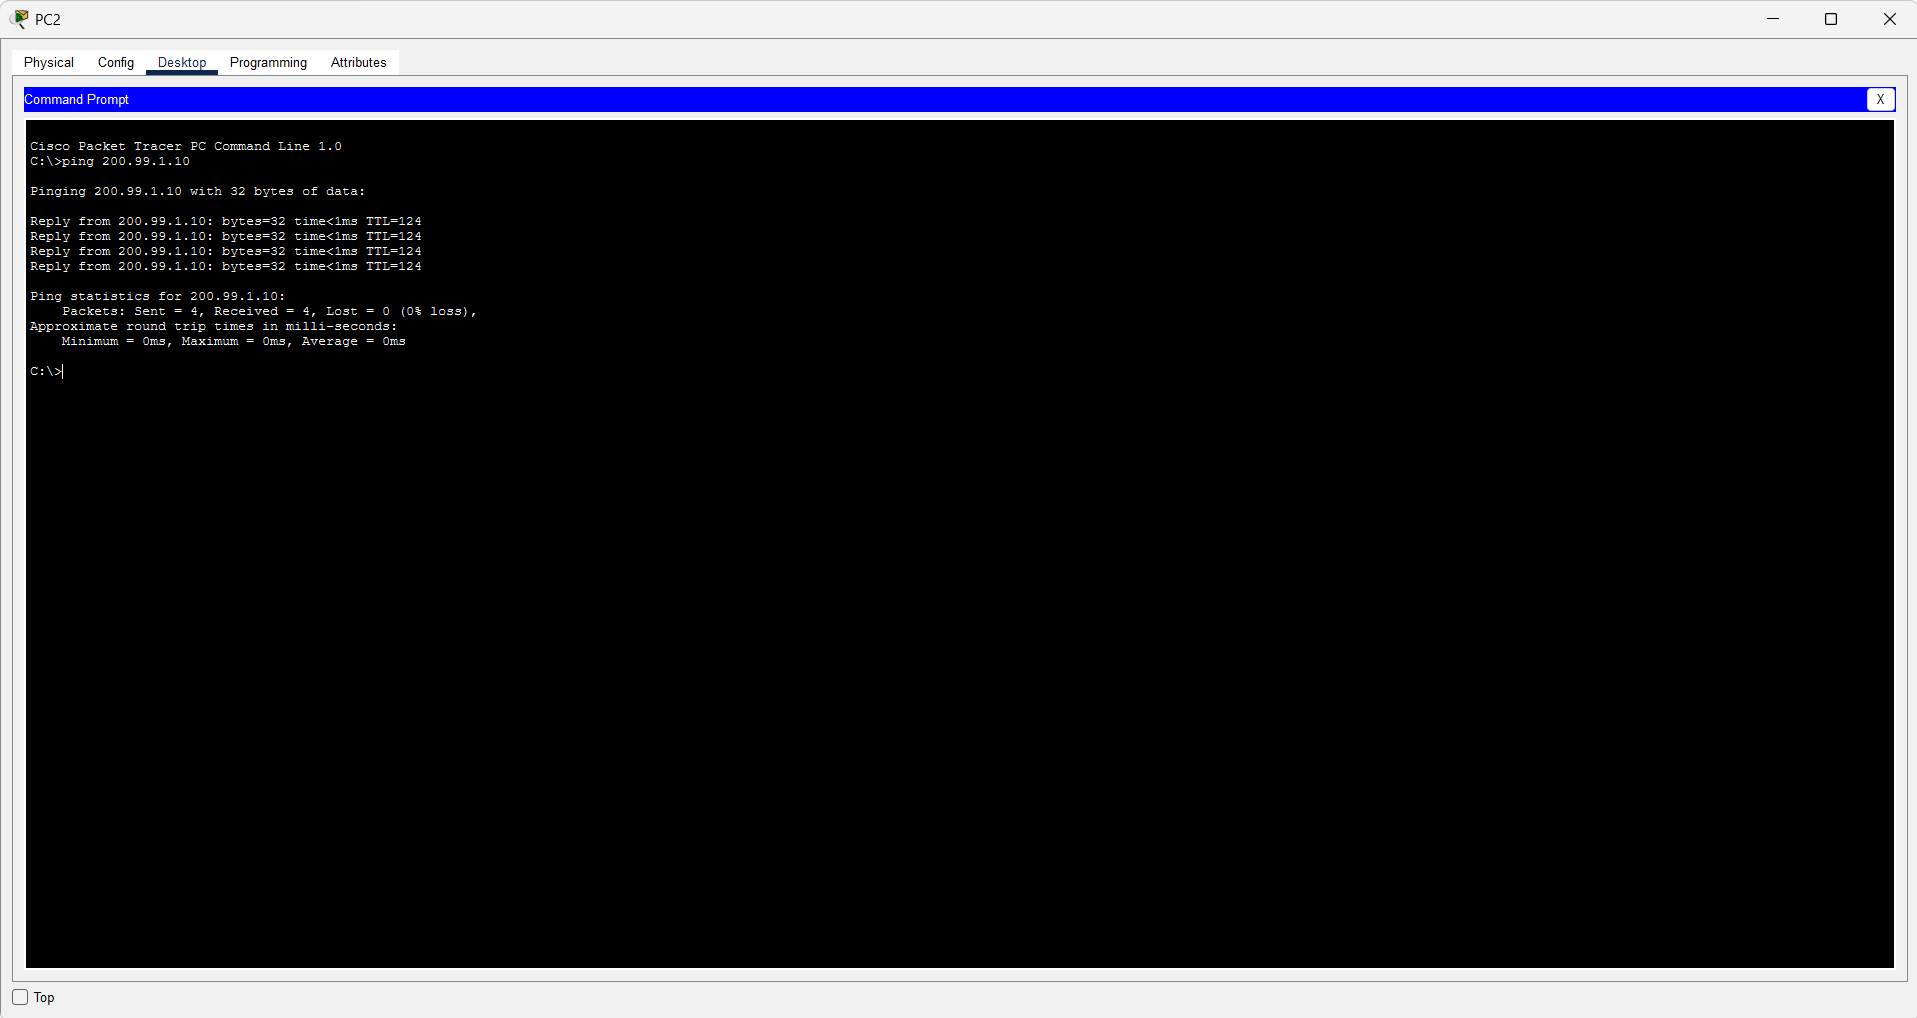 PC2
Physical Config Desktop Programming Attributes
Command Prompt X
Cisco Packet Tracer PC Command Line 1.0
C:\>ping 200.99.1.10
Pinging 200.99.1.10 with 32 bytes of data:
Reply from 200.99.1.10: bytes=32 time<1ms TTL=124
Reply from 200.99.1.10: bytes=32 time<1ms TTL=124
Reply from 200.99.1.10: bytes=32 time<1ms TTL=124
Reply from 200.99.1.10: bytes=32 time<1ms TTL=124
Ping statistics for 200.99.1.10:
    Packets: Sent = 4, Received = 4, Lost = 0 (0% loss),
Approximate round trip times in milli-seconds:
    Minimum = 0ms, Maximum = 0ms, Average = 0ms
C:\>
Top